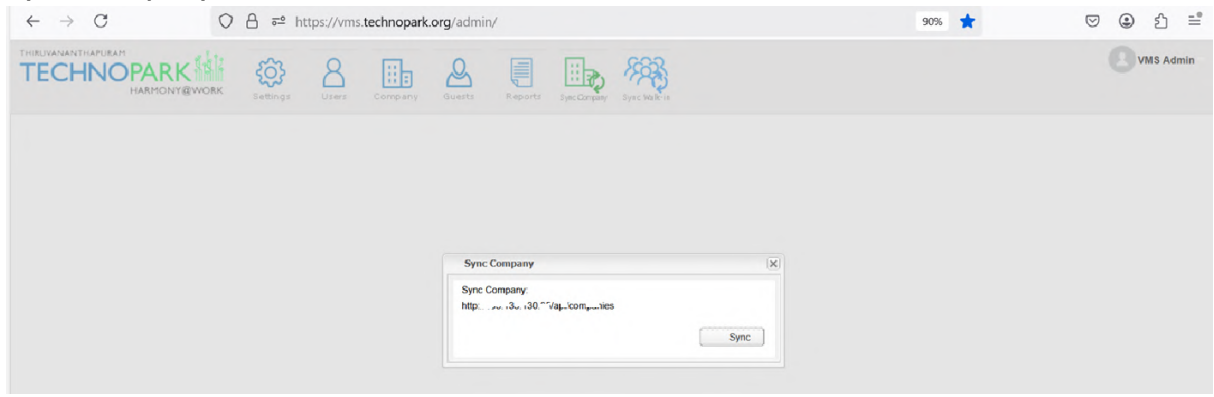 https://vms.technopark.org/admin/
90%
THIRUVANANTHAPURAM
TECHNOPARK
HARMONY@WORK
Settings
Users
Company
Guests
Reports
Sync Company
Sync Walk-in
VMS Admin
Sync Company
Sync Company:
Sync